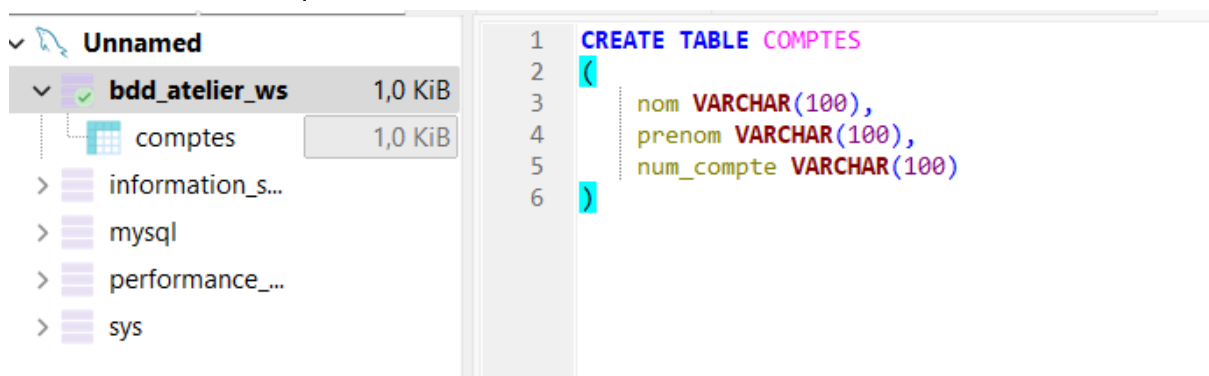 Unnamed
bdd_atelier_ws 1,0 KiB
comptes 1,0 KiB
information_s...
mysql
performance_...
sys
1 CREATE TABLE COMPTES
2 (
3 nom VARCHAR(100),
4 prenom VARCHAR(100),
5 num_compte VARCHAR(100)
6 )